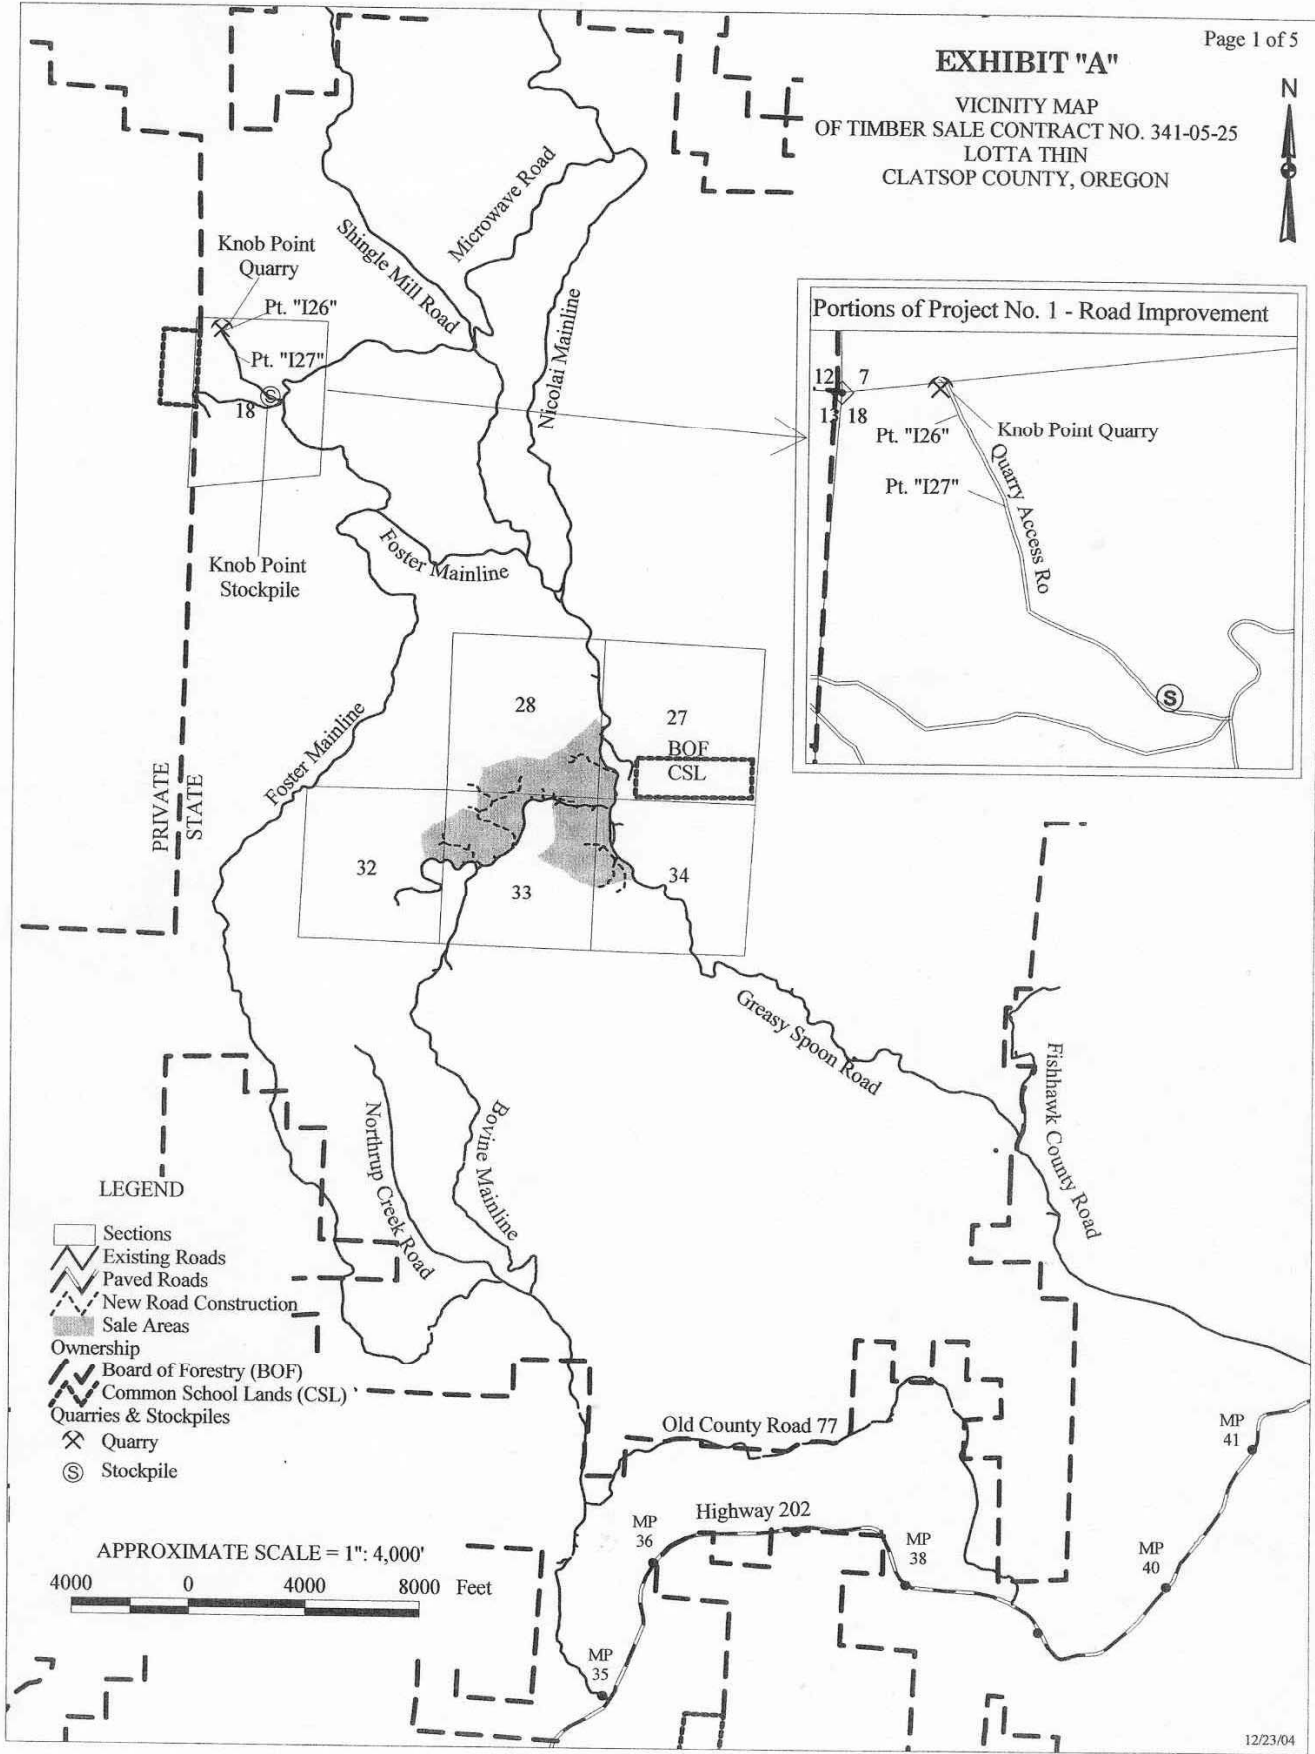 Page 1 of 5
EXHIBIT "A"
VICINITY MAP
OF TIMBER SALE CONTRACT NO. 341-05-25
LOTTA THIN
CLATSOP COUNTY, OREGON
N
Microwave Road
Shingle Mill Road
Nicolai Mainline
Knob Point
Quarry
Pt. "I26"
Pt. "I27"
18
Knob Point
Stockpile
Portions of Project No. 1 - Road Improvement
12 7
13 18
Pt. "I26"
Knob Point Quarry
Pt. "I27"
Quarry Access Ro
S
Foster Mainline
Foster Mainline
28
27
BOF
CSL
PRIVATE
STATE
32
33
34
Greasy Spoon Road
Fishhawk County Road
Northrup Creek Road
Bovine Mainline
LEGEND
Sections
Existing Roads
Paved Roads
New Road Construction
Sale Areas
Ownership
Board of Forestry (BOF)
Common School Lands (CSL)
Quarries & Stockpiles
Quarry
S Stockpile
Old County Road 77
Highway 202
MP
41
MP
36
MP
38
MP
40
MP
35
APPROXIMATE SCALE = 1": 4,000'
4000 0 4000 8000 Feet
12/23/04